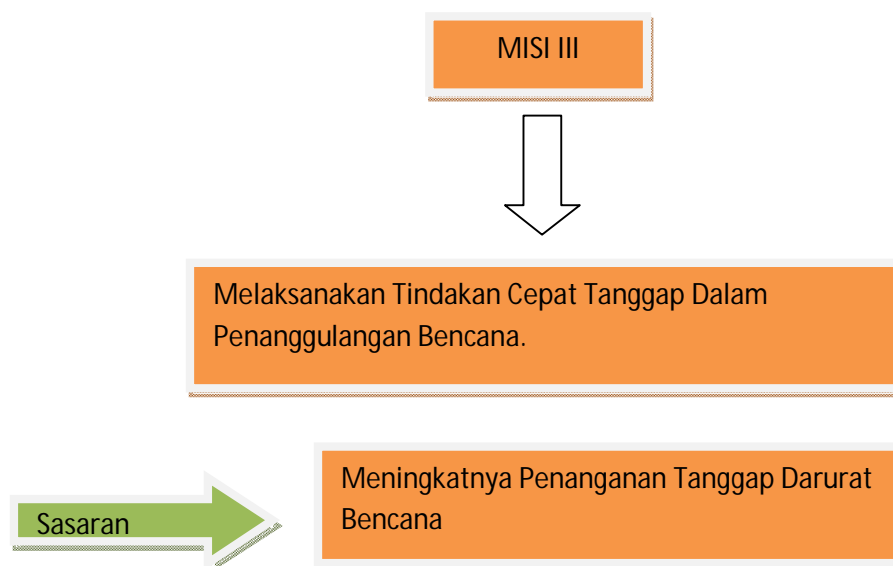 MISI III
Melaksanakan Tindakan Cepat Tanggap Dalam
Penanggulangan Bencana.
Meningkatnya Penanganan Tanggap Darurat
Bencana
Sasaran